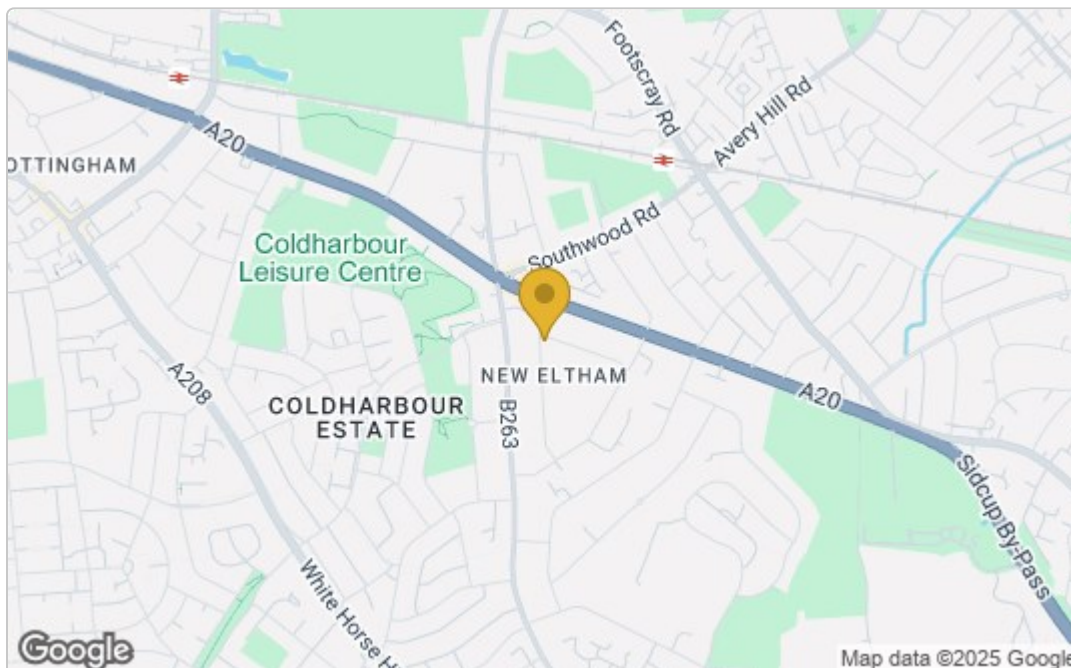 Footscray Rd
Avery Hill Rd
A20
OTTINGHAM
Southwood Rd
Coldharbour
Leisure Centre
A208
NEW ELTHAM
COLDHARBOUR
ESTATE
B263
A20
Sidcup By-Pass
White Horse H
Google
Map data ©2025 Google